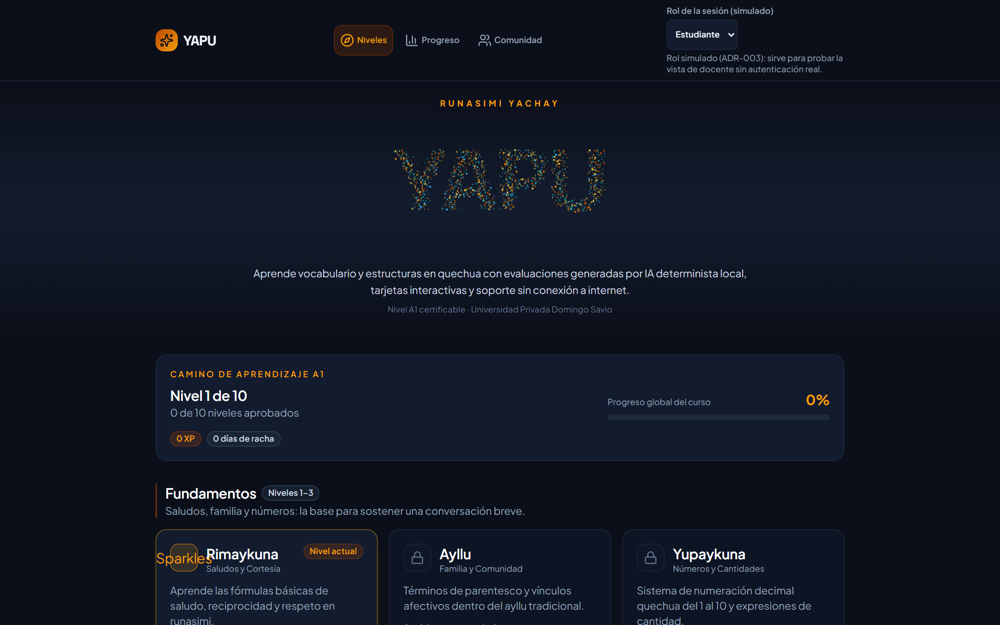 YAPU
Niveles
Progreso
Comunidad
Rol de la sesión (simulado)
Estudiante
Rol simulado (ADR-003): sirve para probar la
vista de docente sin autenticación real.
RUNASIMI YACHAY
YAPU
Aprende vocabulario y estructuras en quechua con evaluaciones generadas por IA determinista local,
tarjetas interactivas y soporte sin conexión a internet.
Nivel A1 certificable · Universidad Privada Domingo Savio
CAMINO DE APRENDIZAJE A1
Nivel 1 de 10
0 de 10 niveles aprobados
0 XP
0 días de racha
Progreso global del curso
0%
Fundamentos
Niveles 1–3
Saludos, familia y números: la base para sostener una conversación breve.
Sparkles
Rimaykuna
Nivel actual
Saludos y Cortesía
Aprende las fórmulas básicas de
saludo, reciprocidad y respeto en
runasimi.
Ayllu
Familia y Comunidad
Términos de parentesco y vínculos
afectivos dentro del ayllu tradicional.
Yupaykuna
Números y Cantidades
Sistema de numeración decimal
quechua del 1 al 10 y expresiones de
cantidad.